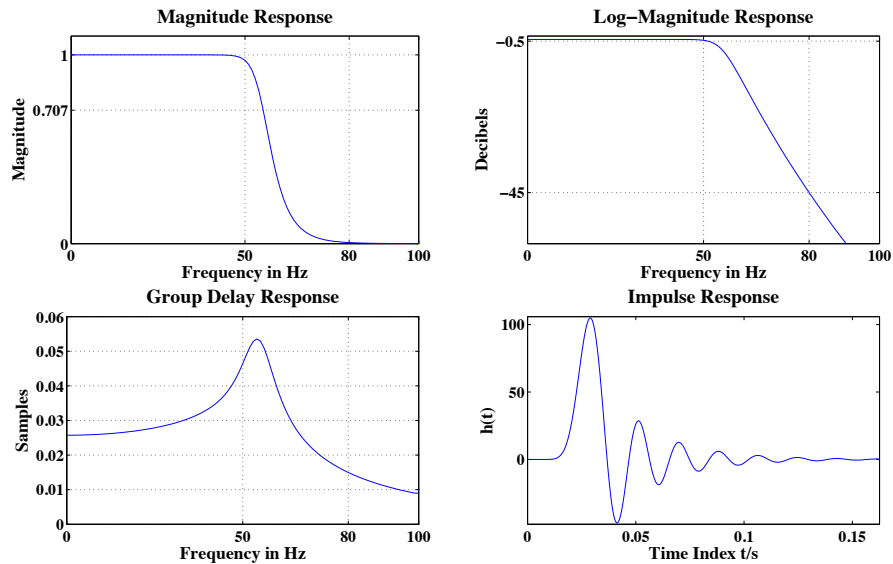 Magnitude Response
1
0.707
0
Magnitude
0 50 80 100
Frequency in Hz
Log−Magnitude Response
−0.5
−45
Decibels
0 50 80 100
Frequency in Hz
Group Delay Response
0.06
0.05
0.04
0.03
0.02
0.01
0
Samples
0 50 80 100
Frequency in Hz
Impulse Response
100
50
0
h(t)
0 0.05 0.1 0.15
Time Index t/s